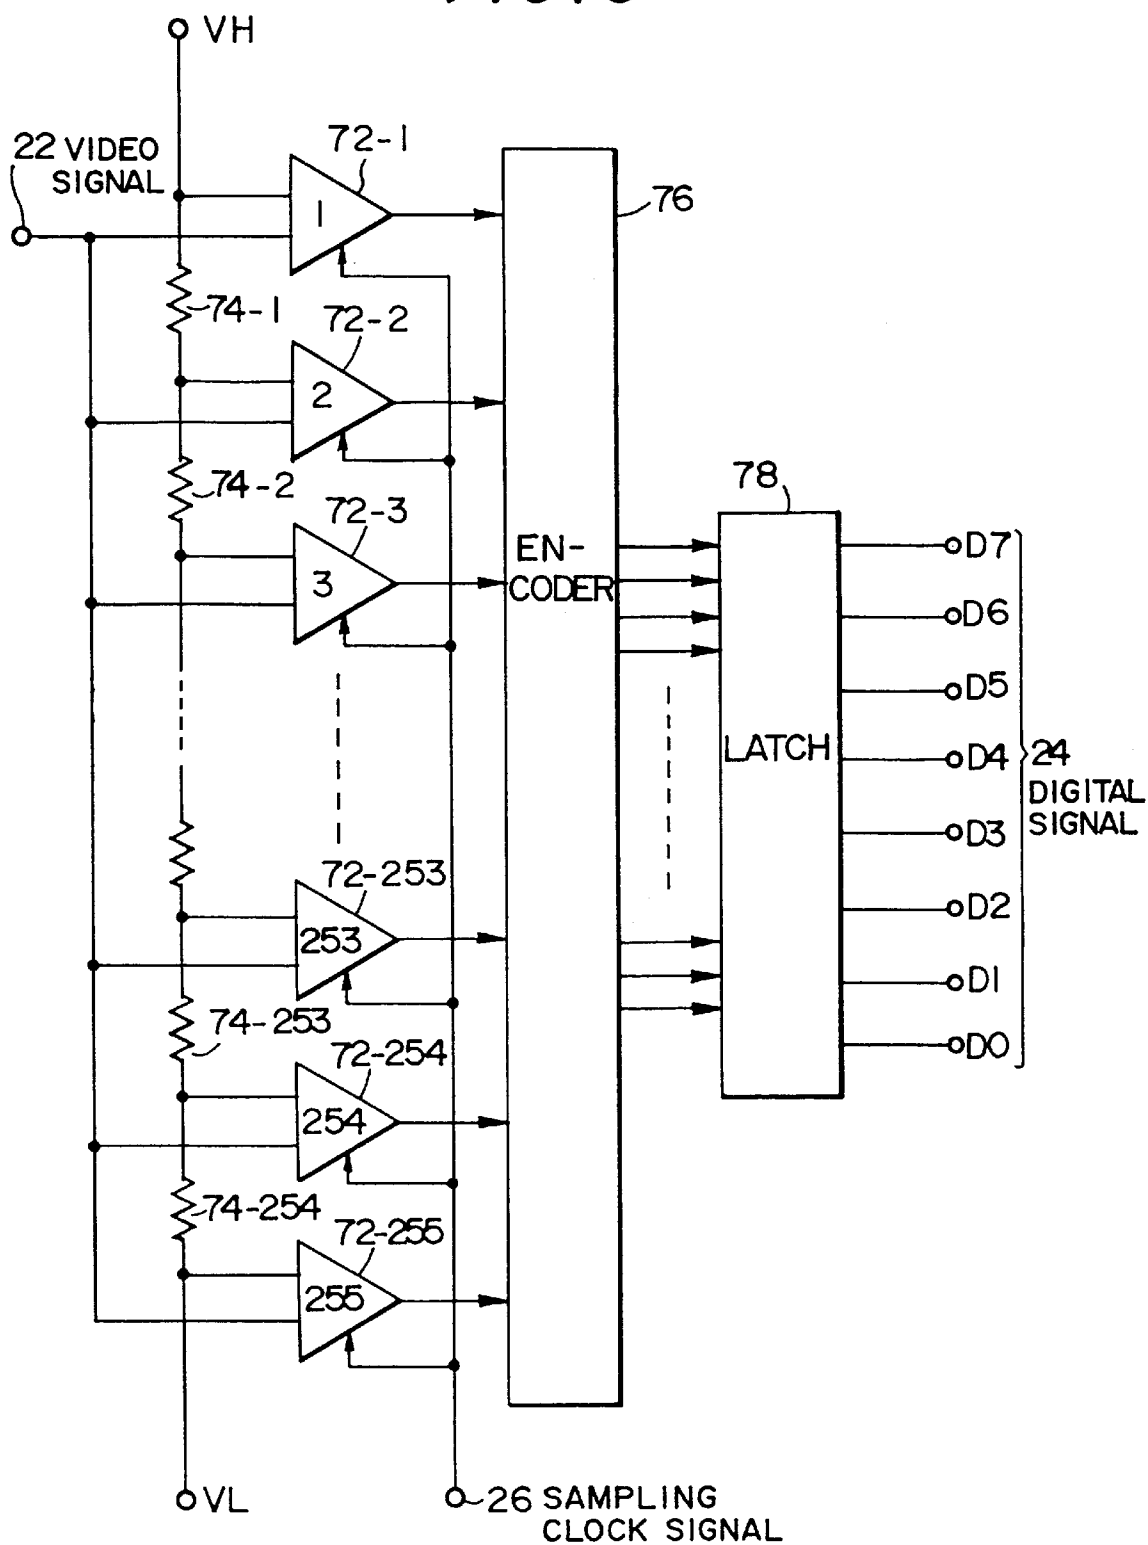 VH
22 VIDEO
SIGNAL
72-1
1
76
74-1
72-2
2
74-2
72-3
3
EN-
CODER
78
LATCH
D7
D6
D5
D4
D3
D2
D1
D0
24
DIGITAL
SIGNAL
72-253
253
74-253
72-254
254
74-254
72-255
255
VL
26 SAMPLING
CLOCK SIGNAL